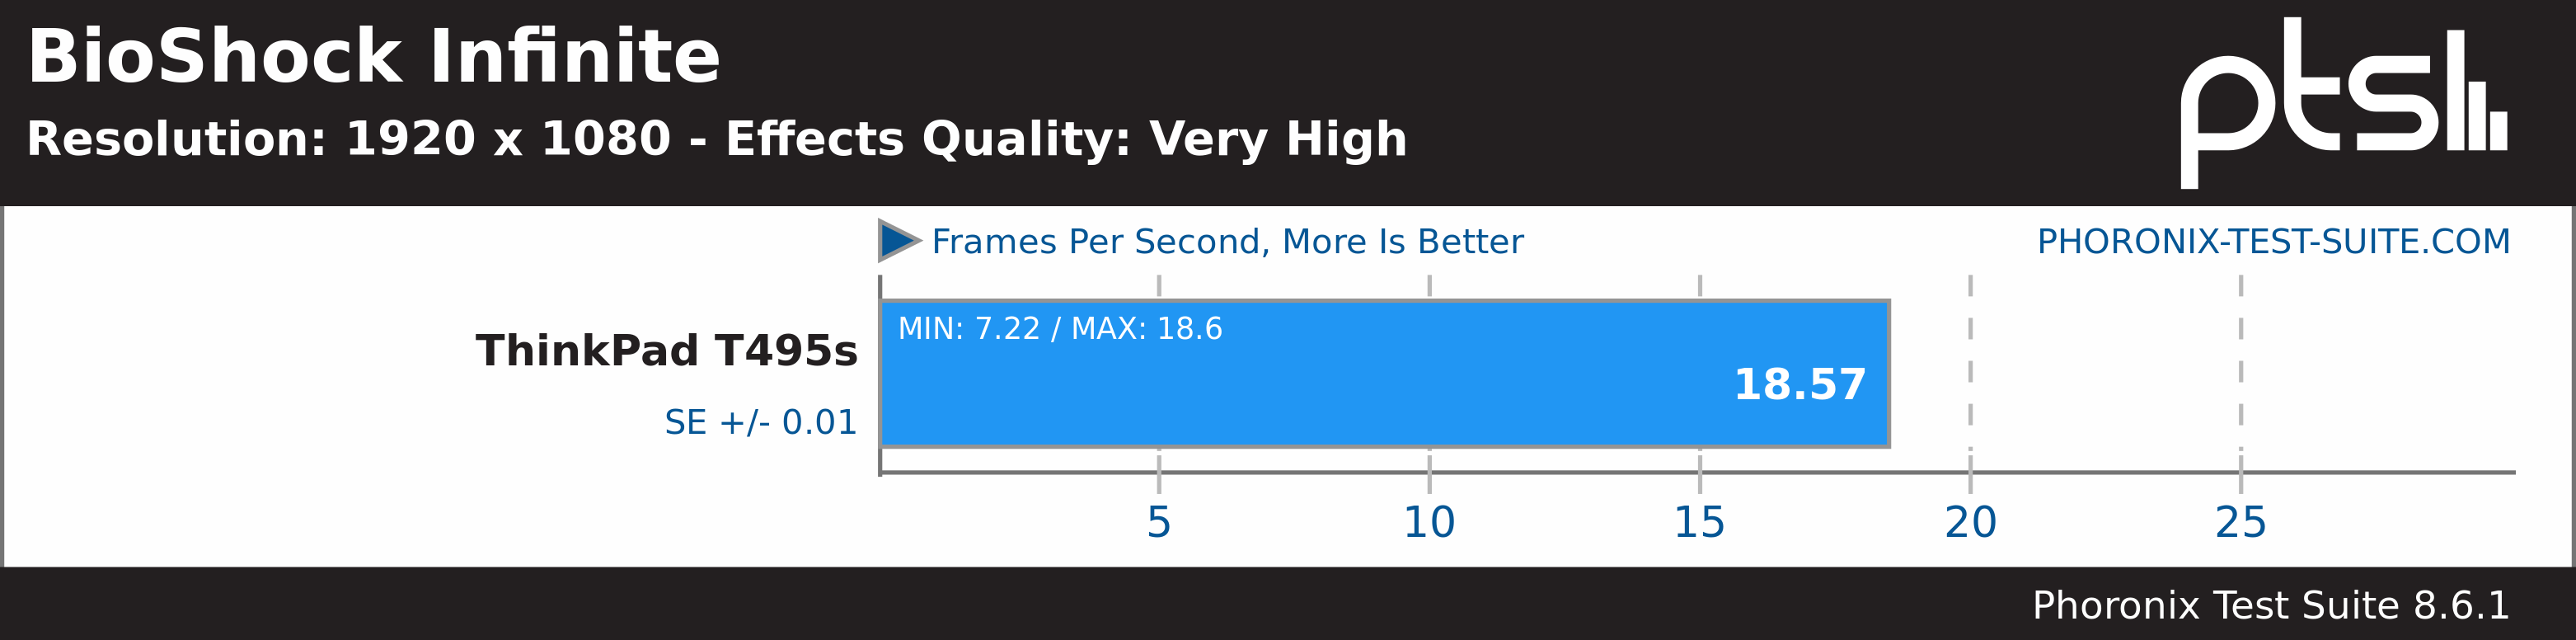 BioShock Infinite
Resolution: 1920 x 1080 - Effects Quality: Very High
pts
Frames Per Second, More Is Better
PHORONIX-TEST-SUITE.COM
ThinkPad T495s
SE +/- 0.01
MIN: 7.22 / MAX: 18.6
18.57
5 10 15 20 25
Phoronix Test Suite 8.6.1